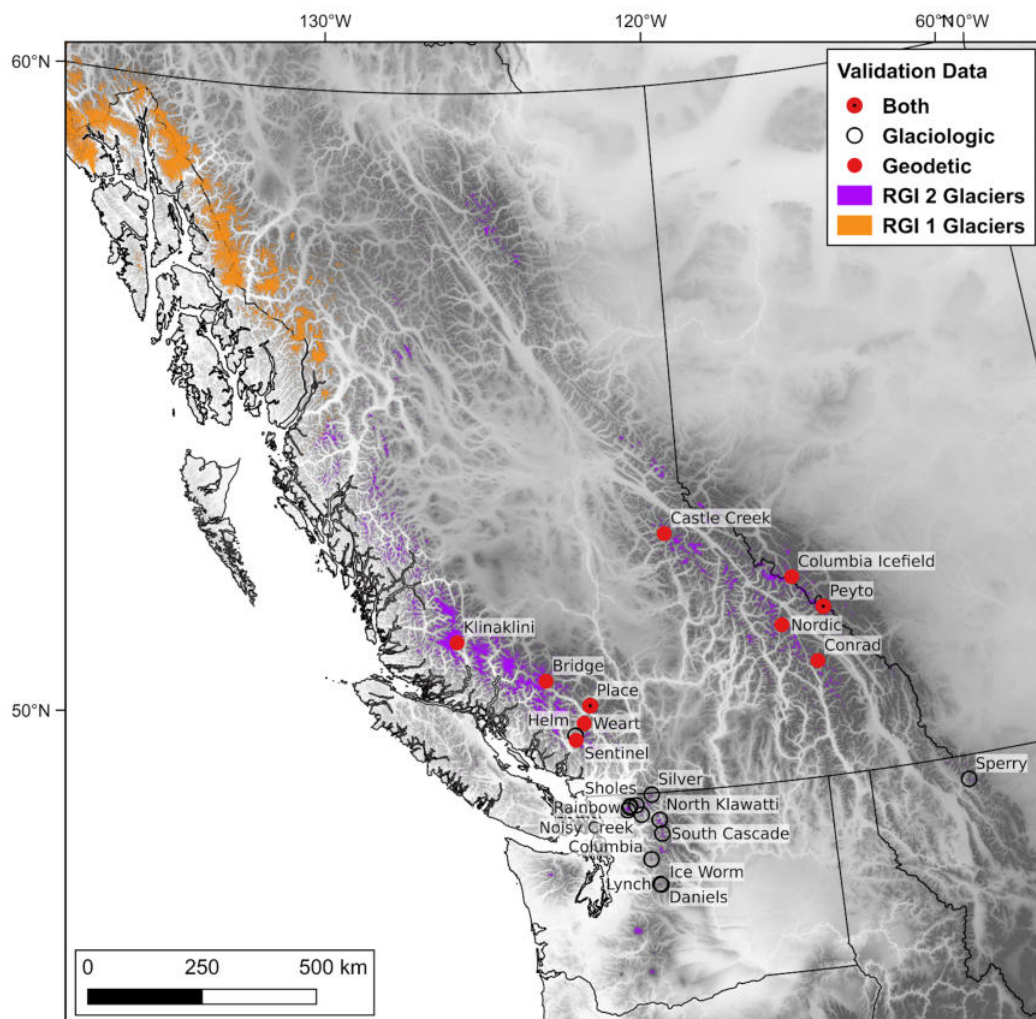 130°W
120°W
60°N
110°W
60°N
Validation Data
Both
Glaciologic
Geodetic
RGI 2 Glaciers
RGI 1 Glaciers
Castle Creek
Columbia Icefield
Peyto
Nordic
Conrad
Klinaklini
Bridge
Place
Helm
Weart
Sentinel
Sperry
Silver
Sholes
Rainbow
North Klawatti
Noisy Creek
South Cascade
Columbia
Ice Worm
Lynch
Daniels
50°N
0
250
500 km